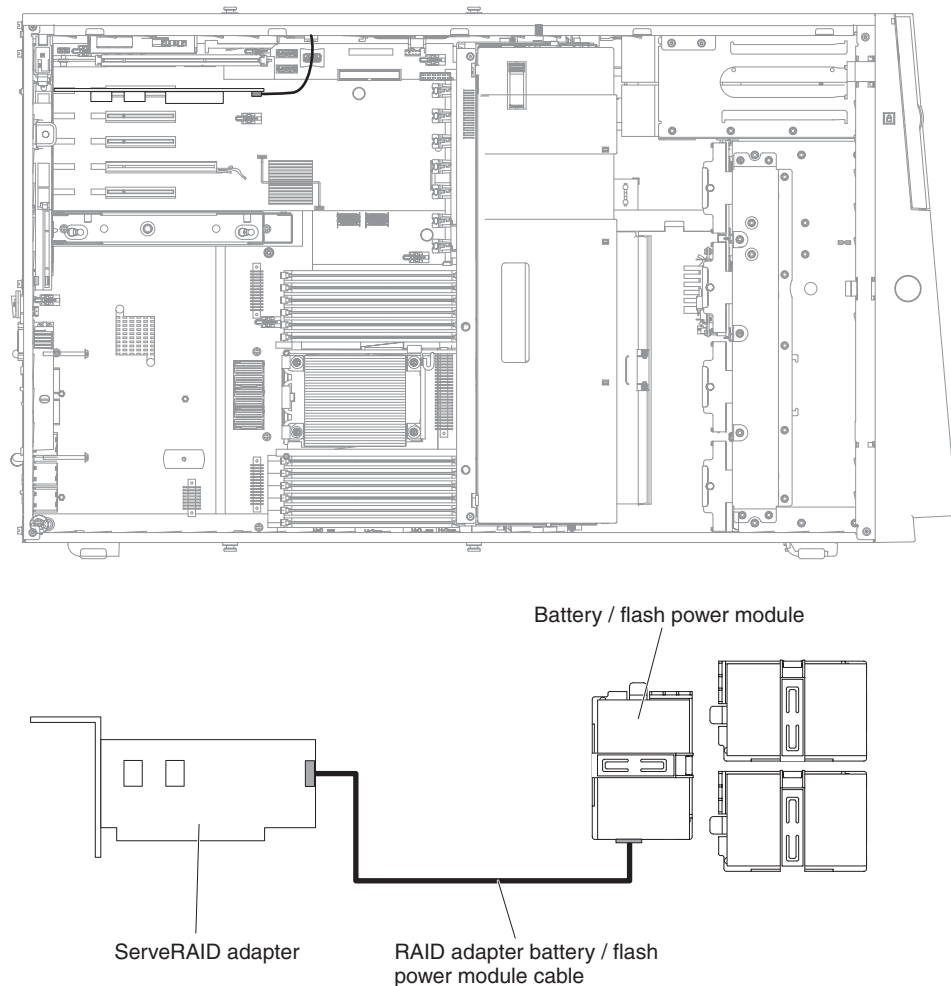 Battery / flash power module
ServeRAID adapter
RAID adapter battery / flash
power module cable